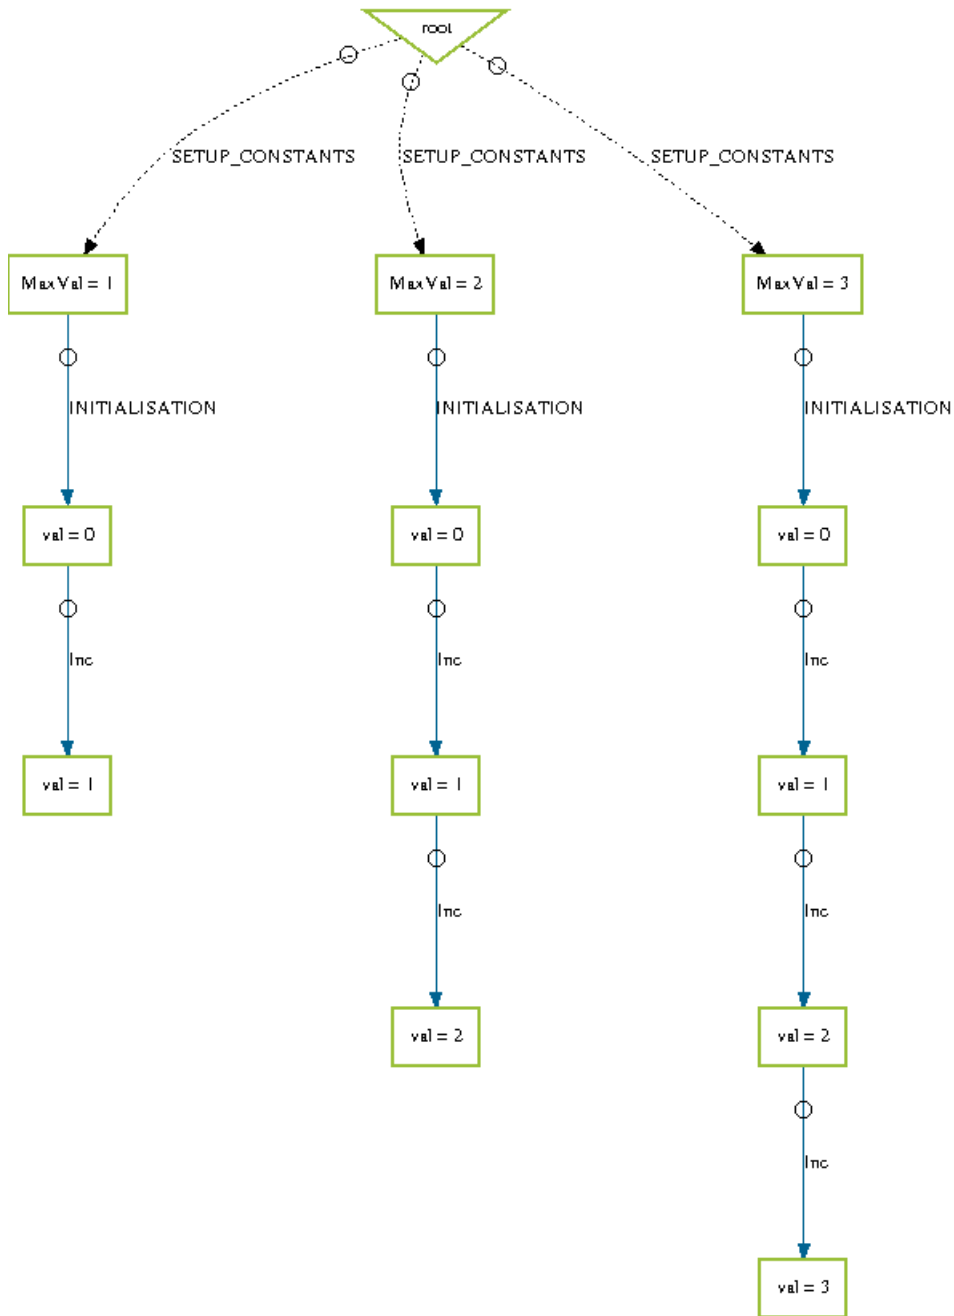 root
SETUP_CONSTANTS SETUP_CONSTANTS SETUP_CONSTANTS
MaxVal = 1 MaxVal = 2 MaxVal = 3
INITIALISATION INITIALISATION INITIALISATION
val = 0 val = 0 val = 0
Inc Inc Inc
val = 1 val = 1 val = 1
Inc Inc
val = 2 val = 2
Inc
val = 3